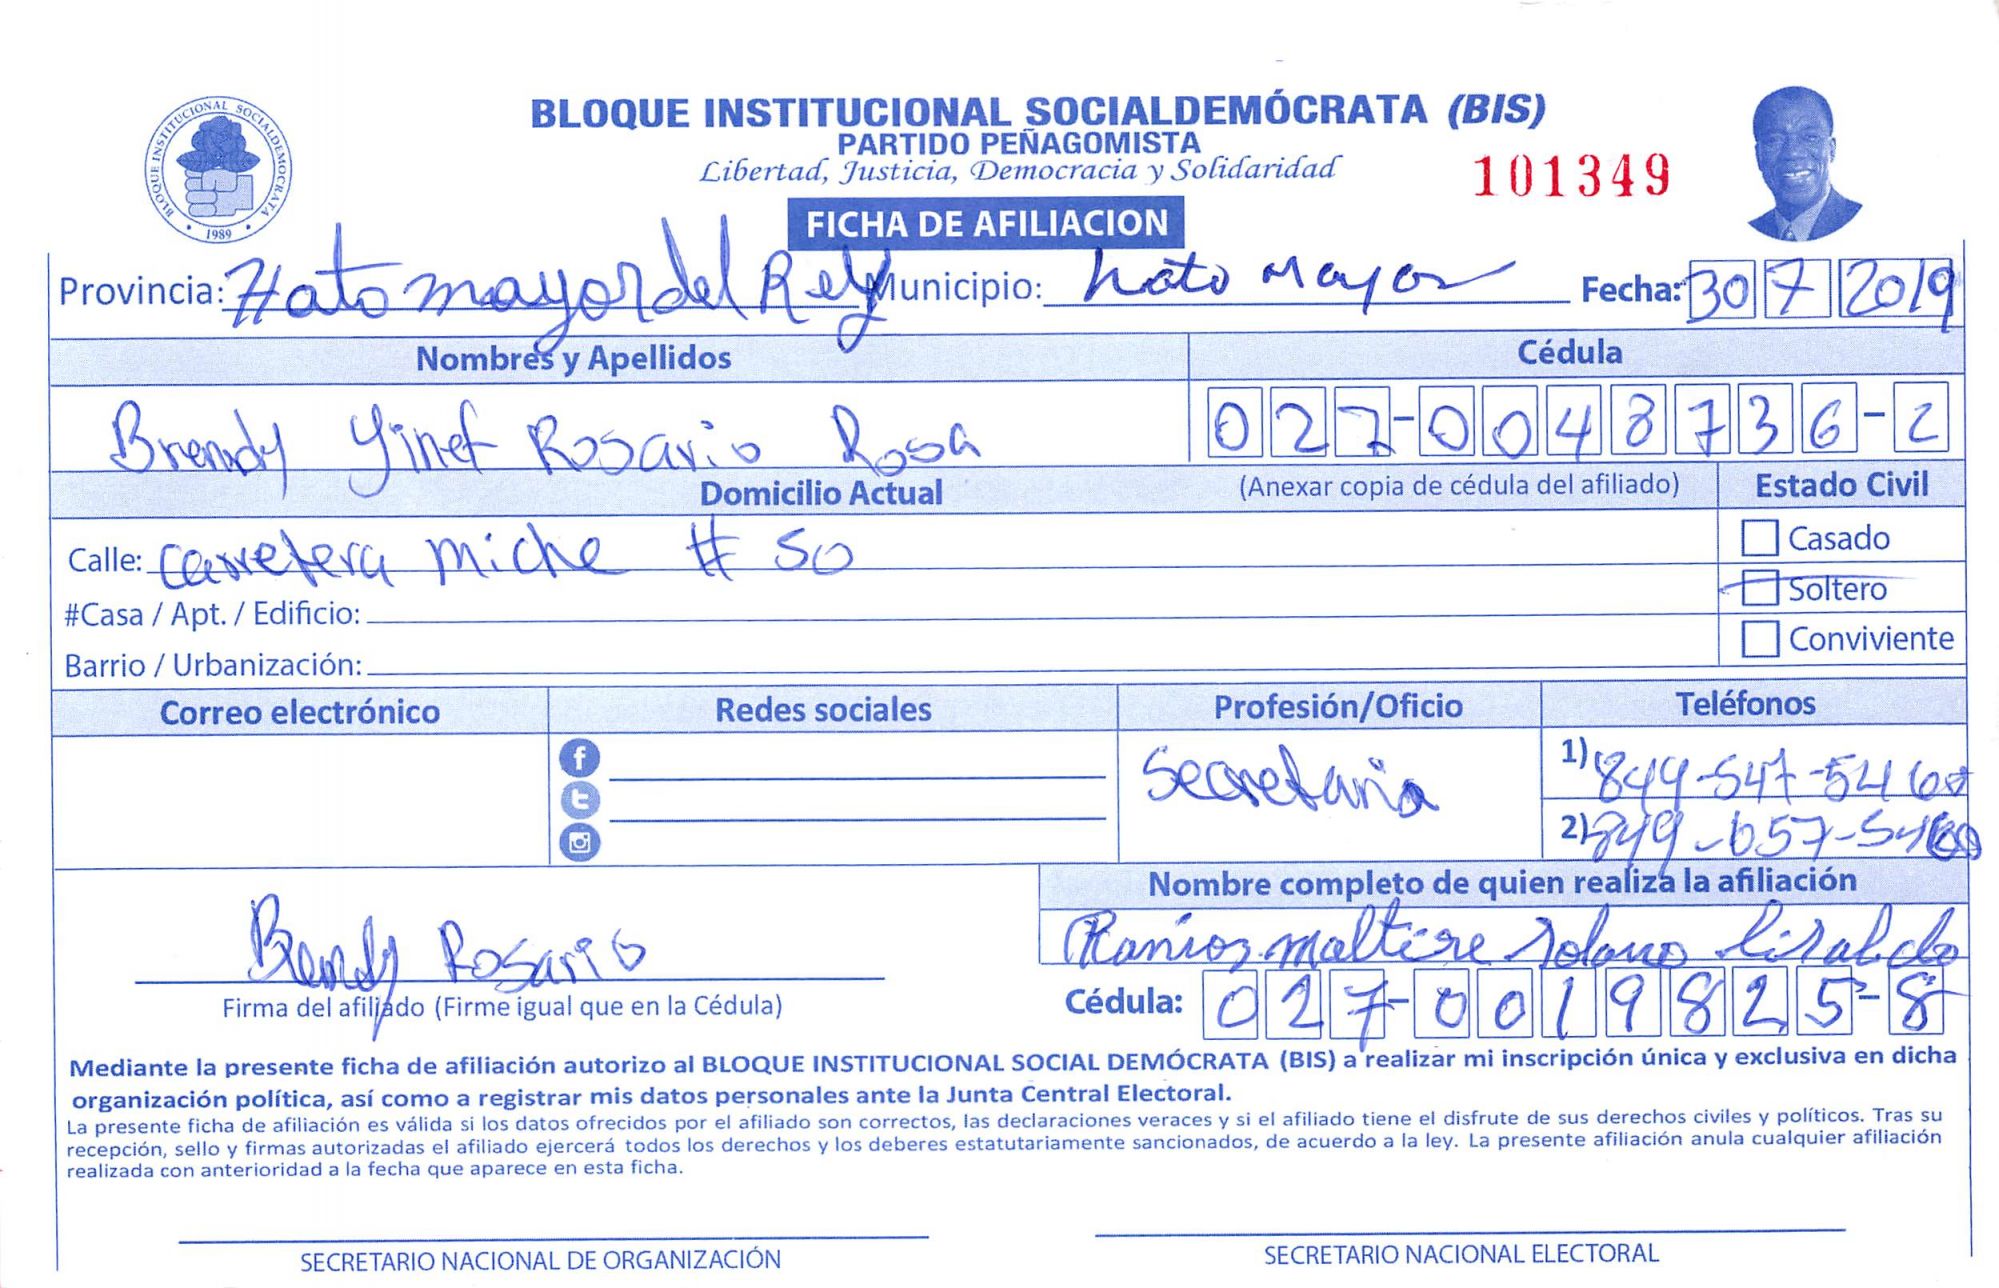 BLOQUE INSTITUCIONAL SOCIALDEMOCRATA
1989
BLOQUE INSTITUCIONAL SOCIALDEMÓCRATA (BIS)
PARTIDO PEÑAGOMISTA
Libertad, Justicia, Democracia y Solidaridad
101349
FICHA DE AFILIACION
Provincia: Hato mayor del Rey Municipio: hato mayor Fecha: 30 7 2019
Nombres y Apellidos Cédula
Brendy Yinet Rosario Rosa 027-0048736-2
Domicilio Actual (Anexar copia de cédula del afiliado) Estado Civil
Calle: carretera miche # 50 Casado
Soltero
#Casa / Apt. / Edificio:
Conviviente
Barrio / Urbanización:
Correo electrónico Redes sociales Profesión/Oficio Teléfonos
Secretaria 1) 849-547-5460
2)
Nombre completo de quien realiza la afiliación
Brendy Rosario
Firma del afiliado (Firme igual que en la Cédula) Cédula: 027-0019825-8
Mediante la presente ficha de afiliación autorizo al BLOQUE INSTITUCIONAL SOCIAL DEMÓCRATA (BIS) a realizar mi inscripción única y exclusiva en dicha
organización política, así como a registrar mis datos personales ante la Junta Central Electoral.
La presente ficha de afiliación es válida si los datos ofrecidos por el afiliado son correctos, las declaraciones veraces y si el afiliado tiene el disfrute de sus derechos civiles y políticos. Tras su
recepción, sello y firmas autorizadas el afiliado ejercerá todos los derechos y los deberes estatutariamente sancionados, de acuerdo a la ley. La presente afiliación anula cualquier afiliación
realizada con anterioridad a la fecha que aparece en esta ficha.
SECRETARIO NACIONAL DE ORGANIZACIÓN SECRETARIO NACIONAL ELECTORAL